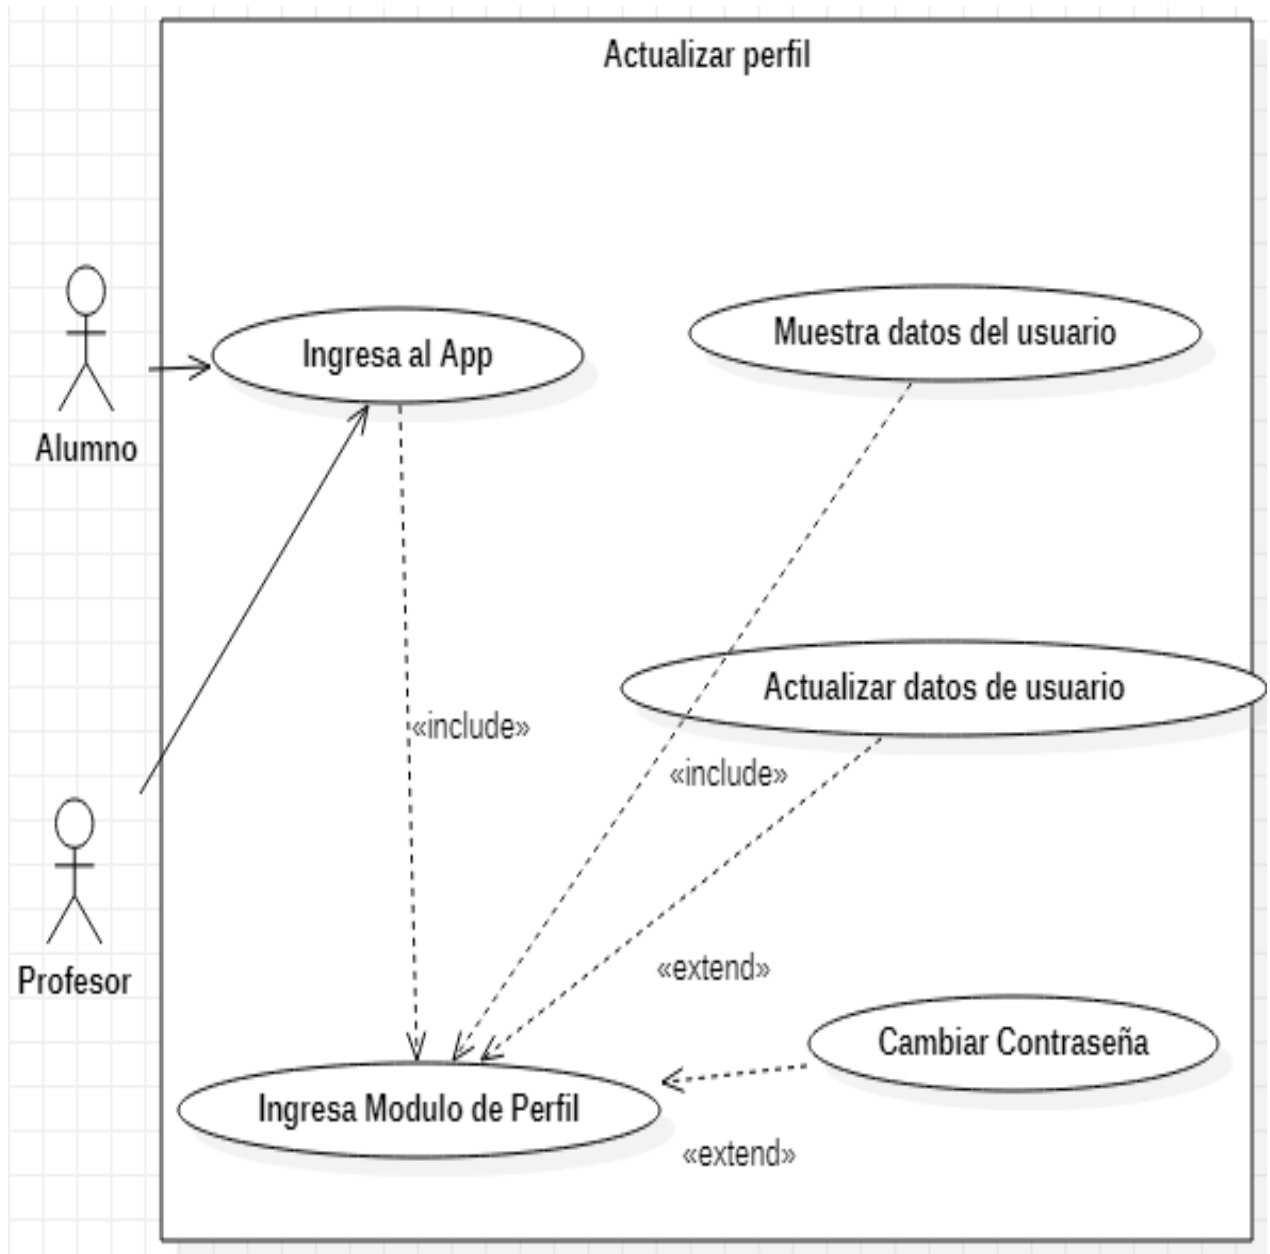 Actualizar perfil
Muestra datos del usuario
Ingresa al App
Alumno
Actualizar datos de usuario
«include»
«include»
«extend»
Profesor
Cambiar Contraseña
Ingresa Modulo de Perfil
«extend»